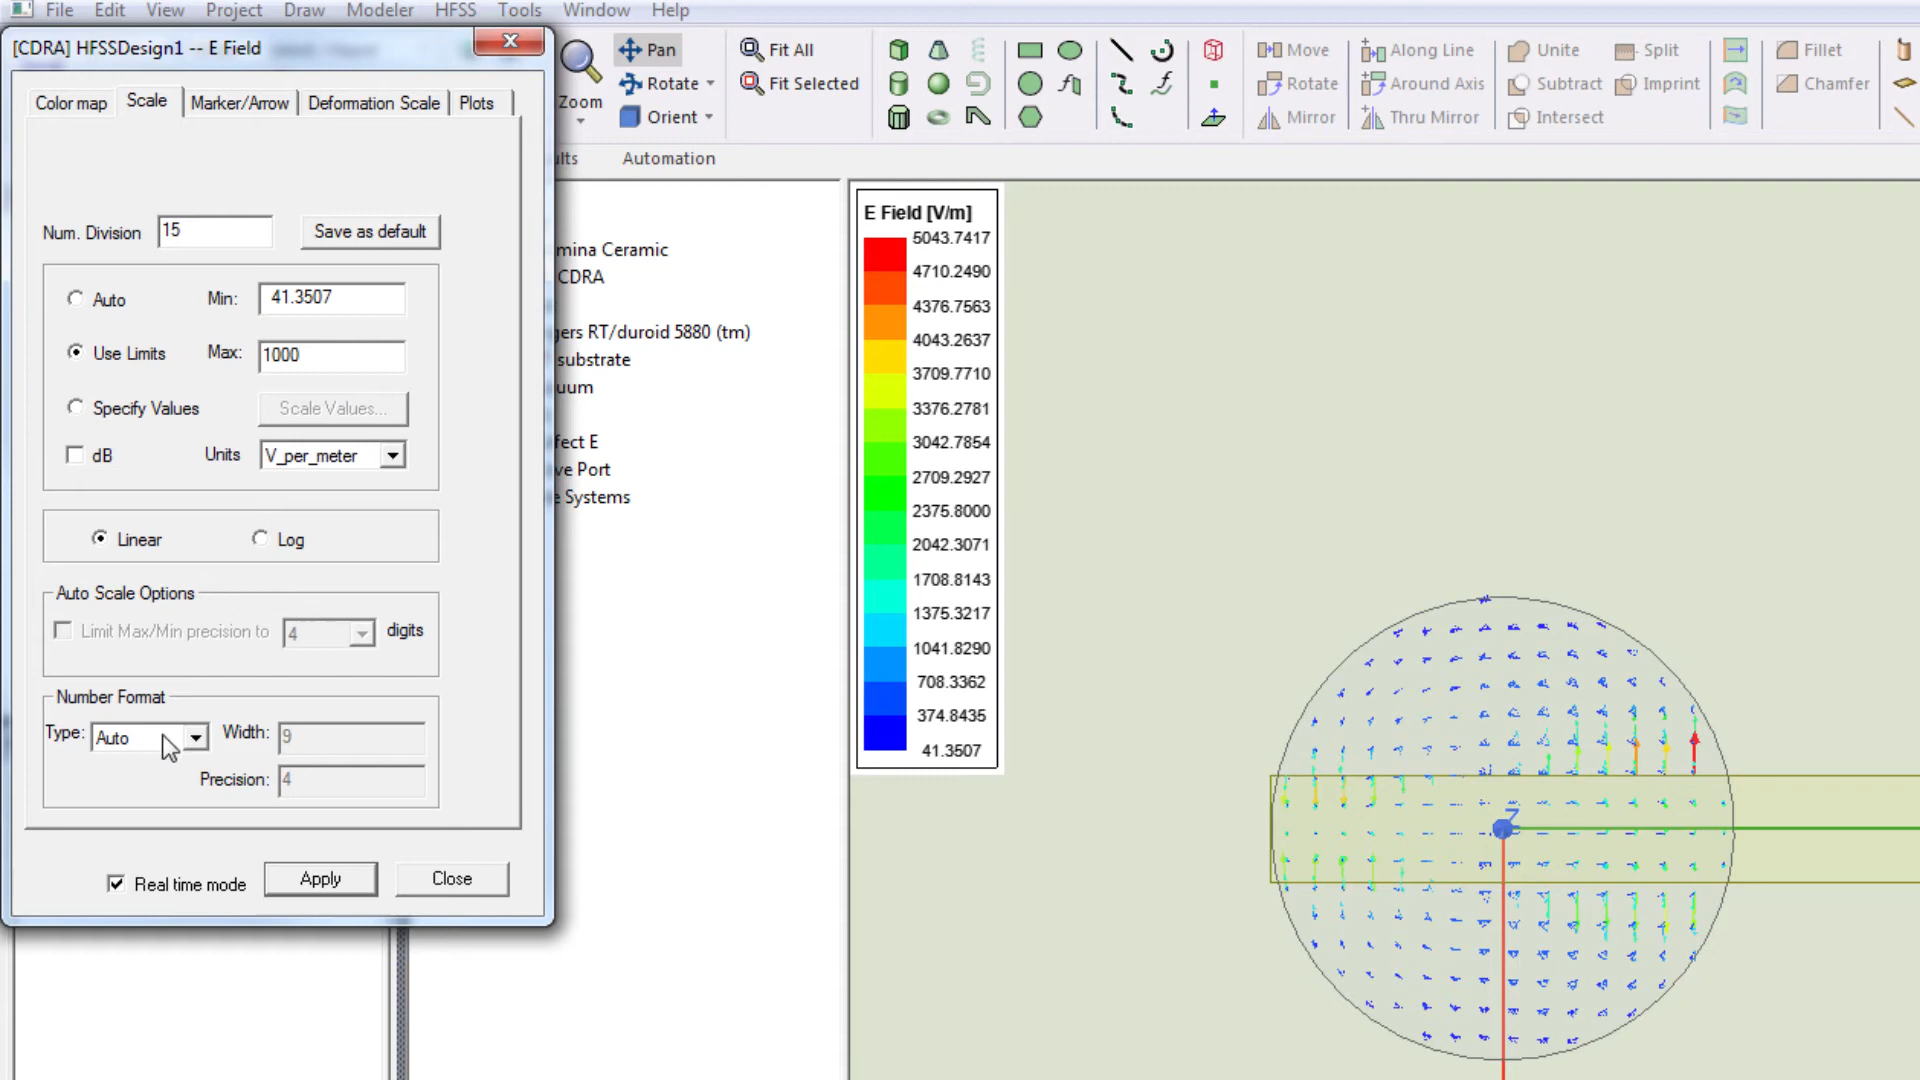 File Edit View Project Draw Modeler HFSS Tools Window Help
[CDRA] HFSSDesign1 -- E Field
Color map Scale Marker/Arrow Deformation Scale Plots
Num. Division 15 Save as default
Auto Min: 41.3507
Use Limits Max: 1000
Specify Values Scale Values...
dB Units V_per_meter
Linear Log
Auto Scale Options
Limit Max/Min precision to 4 digits
Number Format
Type: Auto Width: 9
Precision: 4
Real time mode Apply Close
Zoom
Pan
Rotate
Orient
Fit All
Fit Selected
Move
Rotate
Mirror
Along Line
Around Axis
Thru Mirror
Unite
Subtract
Intersect
Split
Imprint
Fillet
Chamfer
ults Automation
mina Ceramic
CDRA
gers RT/duroid 5880 (tm)
substrate
uum
fect E
ve Port
e Systems
E Field [V/m]
5043.7417
4710.2490
4376.7563
4043.2637
3709.7710
3376.2781
3042.7854
2709.2927
2375.8000
2042.3071
1708.8143
1375.3217
1041.8290
708.3362
374.8435
41.3507
Z